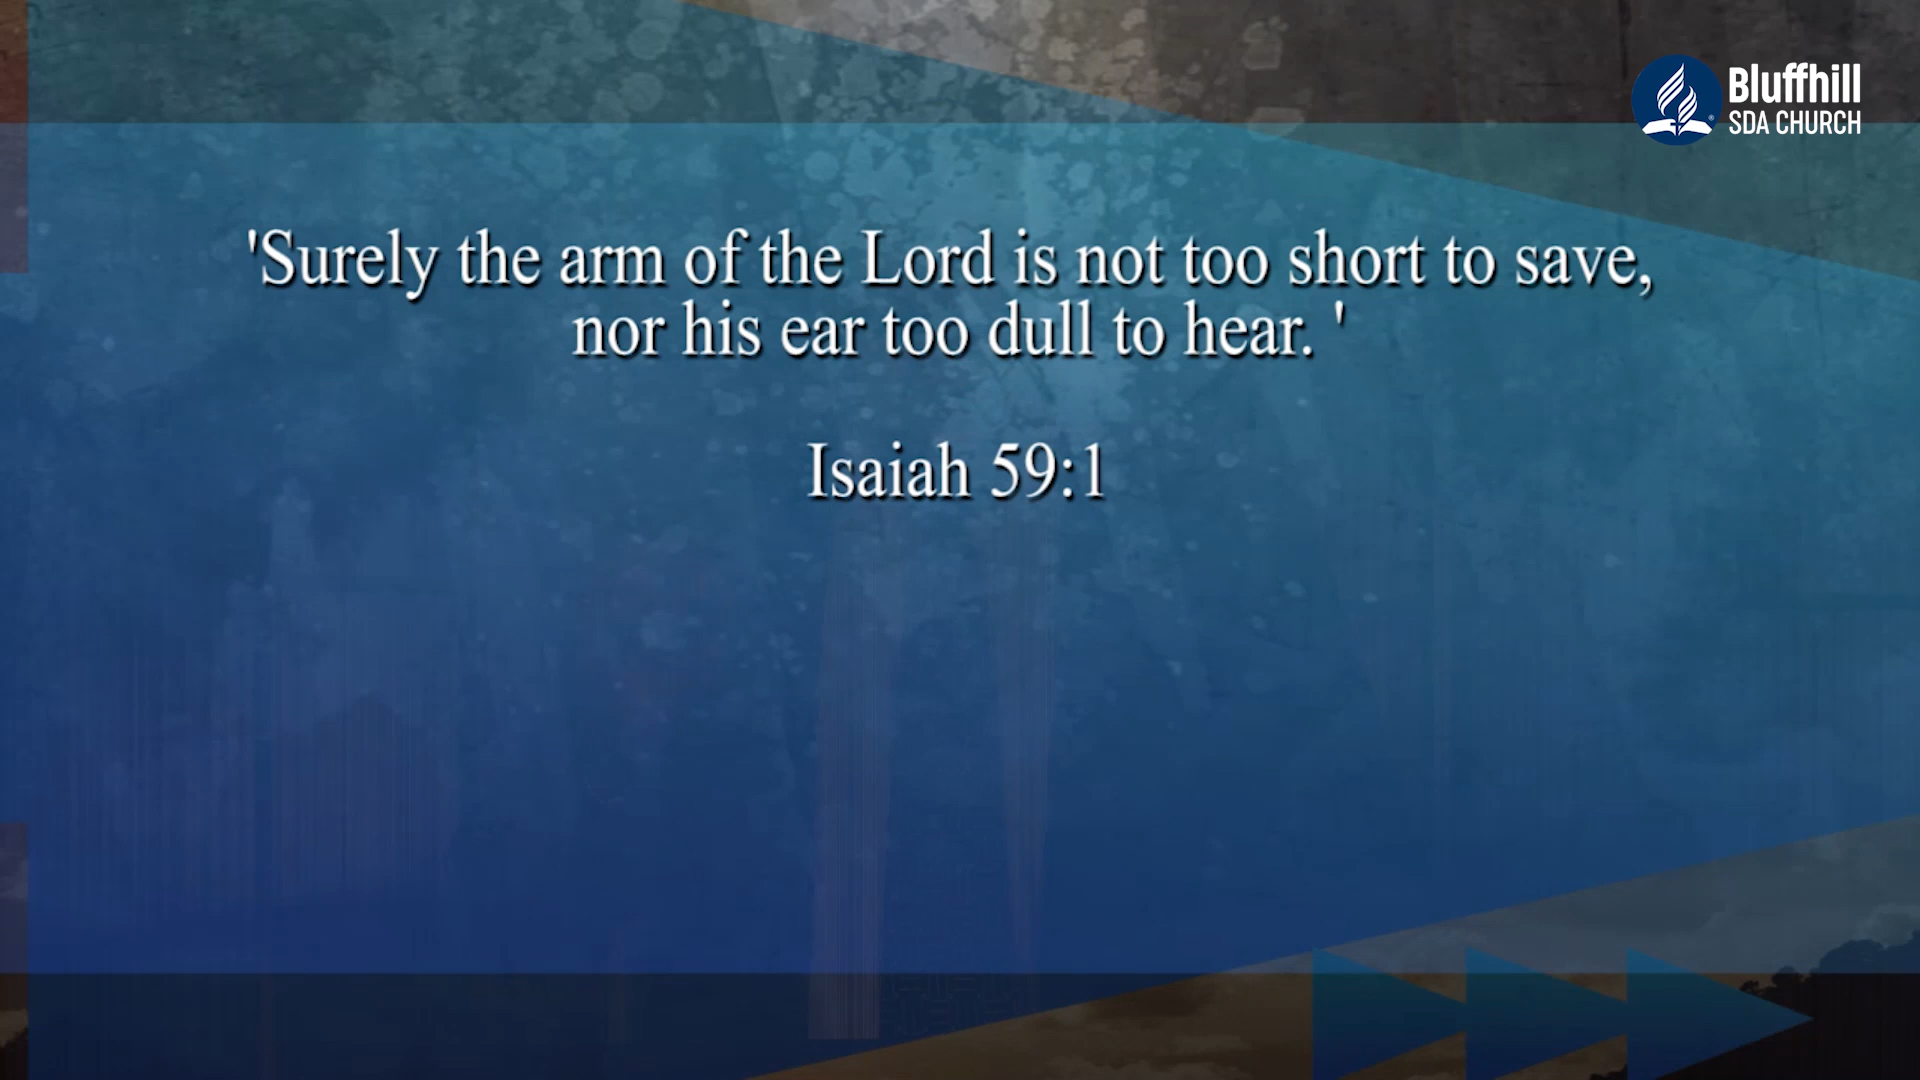 Bluffhill
SDA CHURCH
'Surely the arm of the Lord is not too short to save,
nor his ear too dull to hear. '
Isaiah 59:1